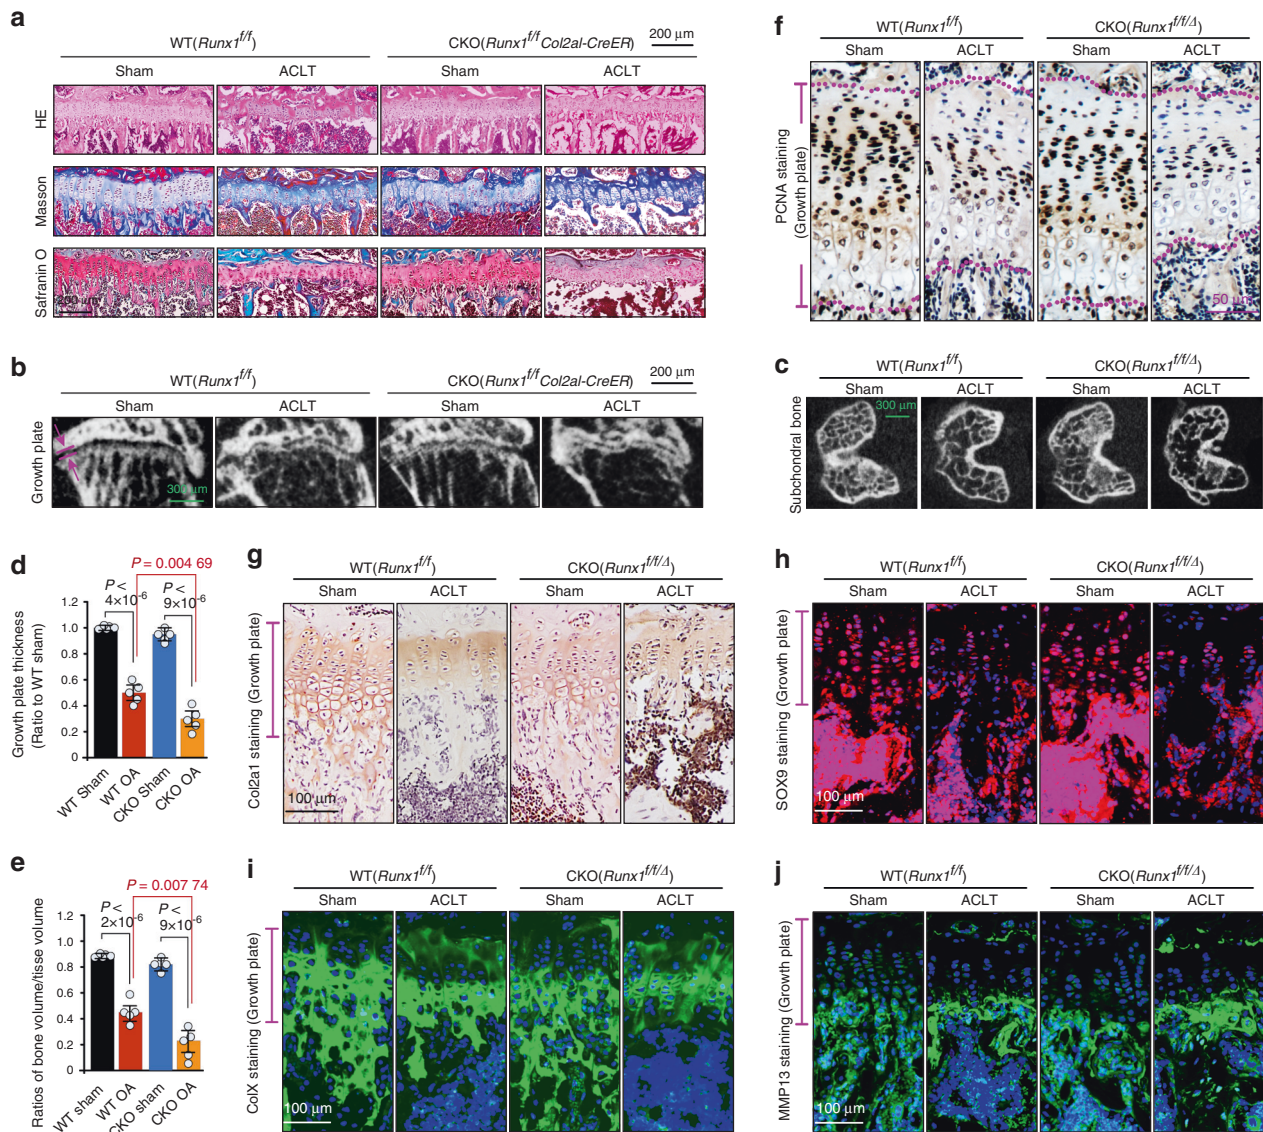 a
WT(Runx1f/f)
CKO(Runx1f/f Col2al-CreER)
200 μm
Sham
ACLT
Sham
ACLT
HE
Masson
Safranin O
200 μm
b
WT(Runx1f/f)
CKO(Runx1f/f Col2al-CreER)
200 μm
Sham
ACLT
Sham
ACLT
Growth plate
300 μm
f
WT(Runx1f/f)
CKO(Runx1f/f/Δ)
Sham
ACLT
Sham
ACLT
PCNA staining
(Growth plate)
50 μm
c
WT(Runx1f/f)
CKO(Runx1f/f/Δ)
Sham
ACLT
Sham
ACLT
Subchondral bone
300 μm
d
P = 0.004 69
P <
4×10-6
P <
9×10-6
Growth plate thickness
(Ratio to WT sham)
1.2
1.0
0.8
0.6
0.4
0.2
0
WT Sham
WT OA
CKO Sham
CKO OA
e
P = 0.007 74
P <
2×10-6
P <
9×10-6
Ratios of bone volume/tisse volume
1.2
1.0
0.8
0.6
0.4
0.2
0
WT sham
WT OA
CKO sham
CKO OA
g
WT(Runx1f/f)
CKO(Runx1f/f/Δ)
Sham
ACLT
Sham
ACLT
Col2a1 staining (Growth plate)
100 μm
h
WT(Runx1f/f)
CKO(Runx1f/f/Δ)
Sham
ACLT
Sham
ACLT
SOX9 staining (Growth plate)
100 μm
i
WT(Runx1f/f)
CKO(Runx1f/f/Δ)
Sham
ACLT
Sham
ACLT
ColX staining (Growth plate)
100 μm
j
WT(Runx1f/f)
CKO(Runx1f/f/Δ)
Sham
ACLT
Sham
ACLT
MMP13 staining (Growth plate)
100 μm